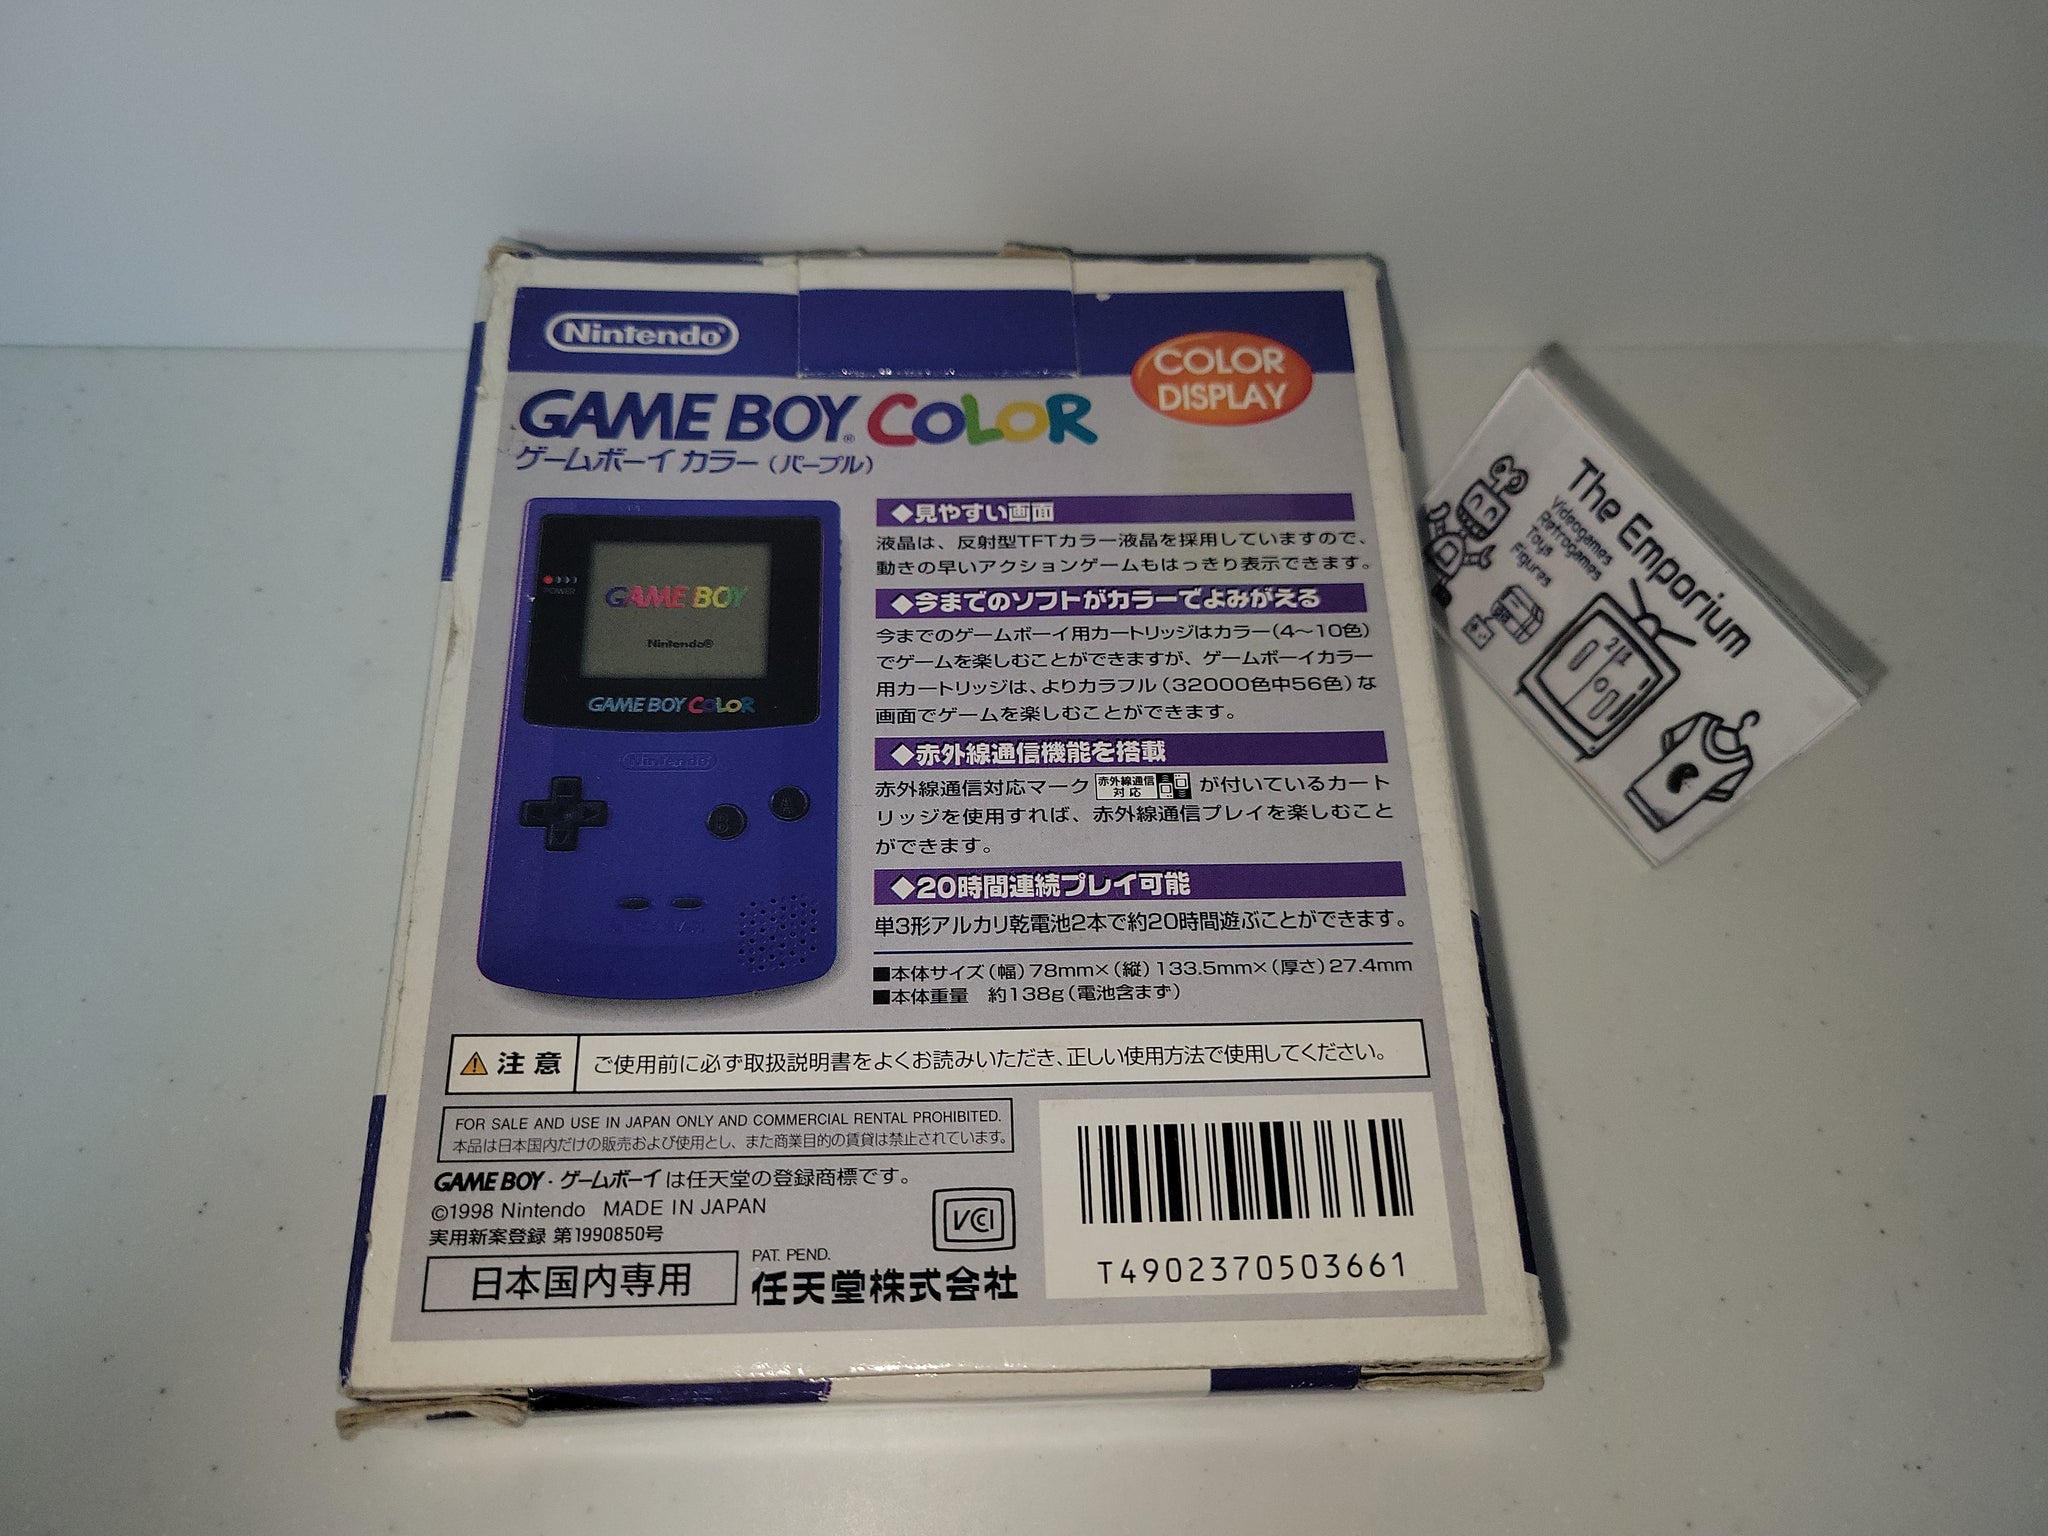 Nintendo®
COLOR
DISPLAY
GAME BOY® COLOR
ゲームボーイ カラー（パープル）
POWER
GAME BOY
Nintendo®
GAME BOY COLOR
Nintendo
B
A
◆見やすい画面
液晶は、反射型TFTカラー液晶を採用していますので、
動きの早いアクションゲームもはっきり表示できます。
◆今までのソフトがカラーでよみがえる
今までのゲームボーイ用カートリッジはカラー（4〜10色）
でゲームを楽しむことができますが、ゲームボーイカラー
用カートリッジは、よりカラフル（32000色中56色）な
画面でゲームを楽しむことができます。
◆赤外線通信機能を搭載
赤外線通信対応マーク 赤外線通信対応 が付いているカート
リッジを使用すれば、赤外線通信プレイを楽しむこと
ができます。
◆20時間連続プレイ可能
単3形アルカリ乾電池2本で約20時間遊ぶことができます。
■本体サイズ（幅）78mm×（縦）133.5mm×（厚さ）27.4mm
■本体重量 約138g（電池含まず）
注意
ご使用前に必ず取扱説明書をよくお読みいただき、正しい使用方法で使用してください。
FOR SALE AND USE IN JAPAN ONLY AND COMMERCIAL RENTAL PROHIBITED.
本品は日本国内だけの販売および使用とし、また商業目的の賃貸は禁止されています。
GAME BOY・ゲームボーイは任天堂の登録商標です。
©1998 Nintendo MADE IN JAPAN
実用新案登録 第1990850号
VCCI
日本国内専用
PAT. PEND.
任天堂株式会社
T4902370503661
The Emporium
Videogames
Retrogames
Toys
Figures